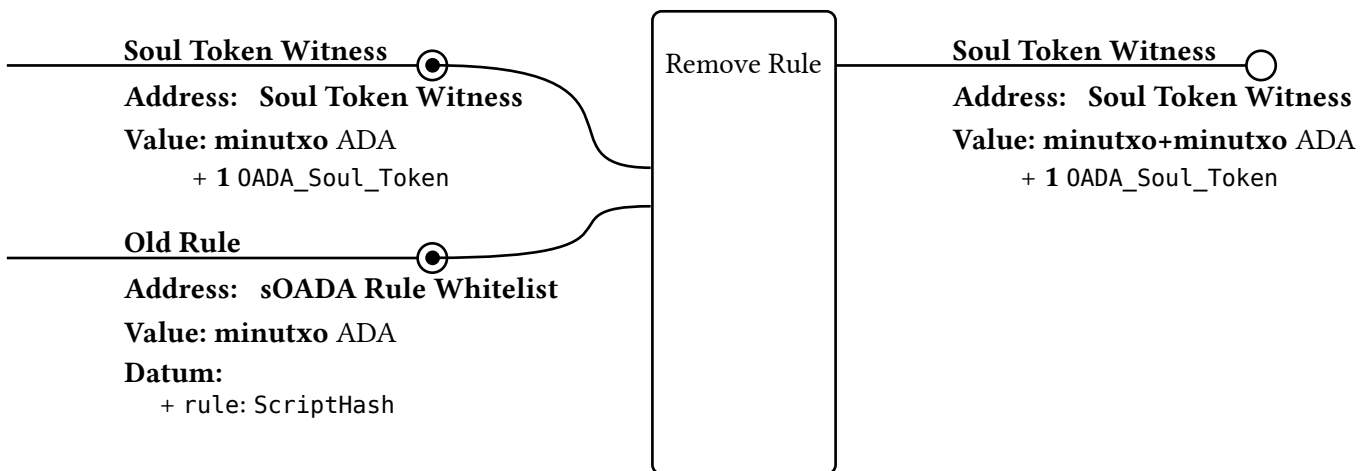 Soul Token Witness
Address: Soul Token Witness
Value: minutxo ADA
+ 1 OADA_Soul_Token
Old Rule
Address: sOADA Rule Whitelist
Value: minutxo ADA
Datum:
+ rule: ScriptHash
Remove Rule
Soul Token Witness
Address: Soul Token Witness
Value: minutxo+minutxo ADA
+ 1 OADA_Soul_Token